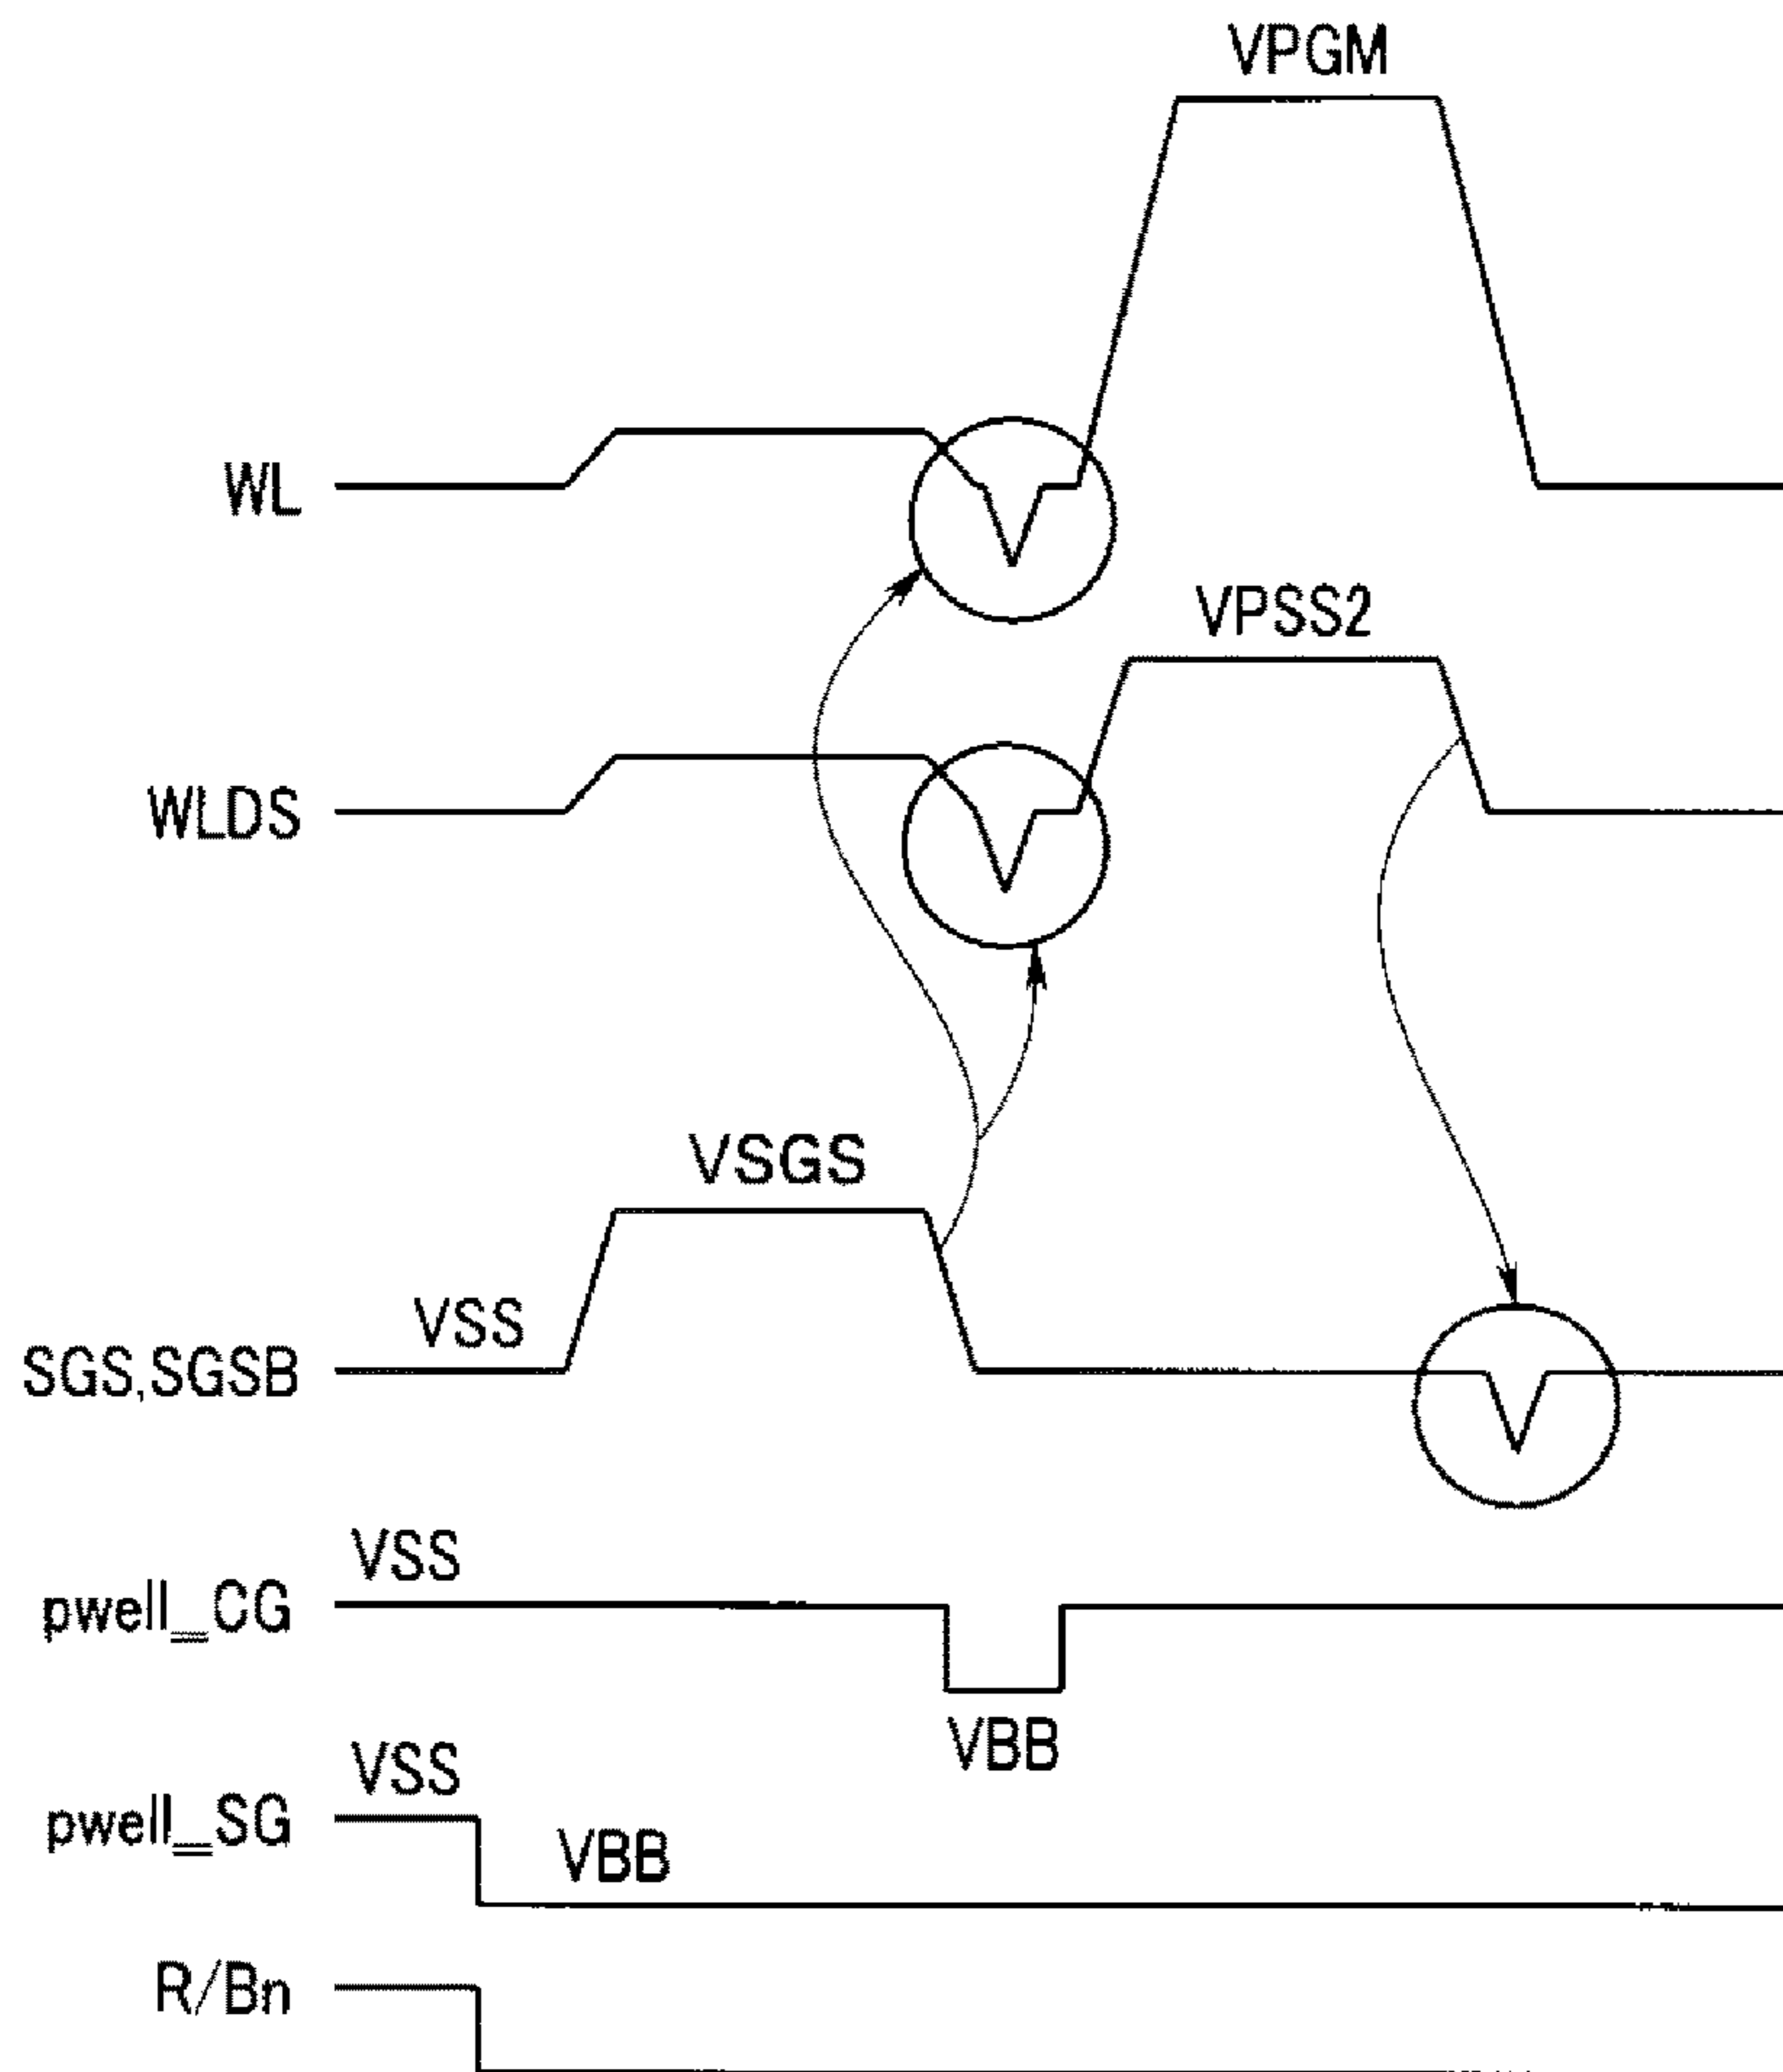 VPGM
WL
VPSS2
WLDS
VSGS
VSS
SGS,SGSB
VSS
pwell_CG
VBB
VSS
pwell_SG
VBB
R/Bn